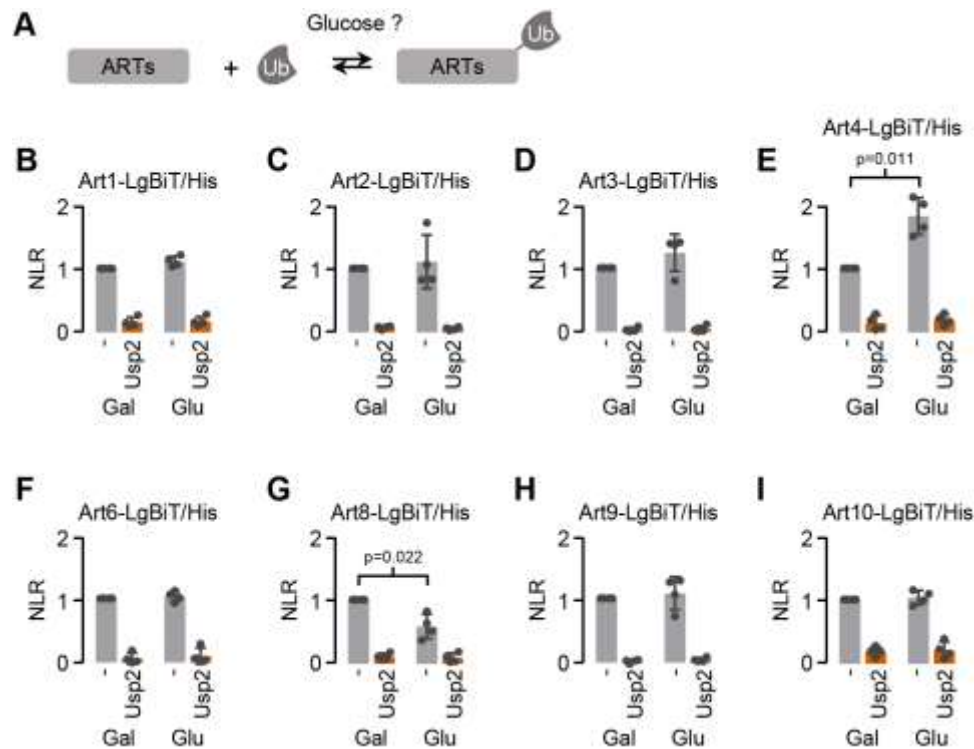 A
Glucose ?
ARTs + Ub ARTs Ub
B
Art1-LgBiT/His
NLR
2
1
0
-
Usp2
-
Usp2
Gal Glu
C
Art2-LgBiT/His
NLR
2
1
0
-
Usp2
-
Usp2
Gal Glu
D
Art3-LgBiT/His
NLR
2
1
0
-
Usp2
-
Usp2
Gal Glu
E
Art4-LgBiT/His
p=0.011
NLR
2
1
0
-
Usp2
-
Usp2
Gal Glu
F
Art6-LgBiT/His
NLR
2
1
0
-
Usp2
-
Usp2
Gal Glu
G
Art8-LgBiT/His
p=0.022
NLR
2
1
0
-
Usp2
-
Usp2
Gal Glu
H
Art9-LgBiT/His
NLR
2
1
0
-
Usp2
-
Usp2
Gal Glu
I
Art10-LgBiT/His
NLR
2
1
0
-
Usp2
-
Usp2
Gal Glu